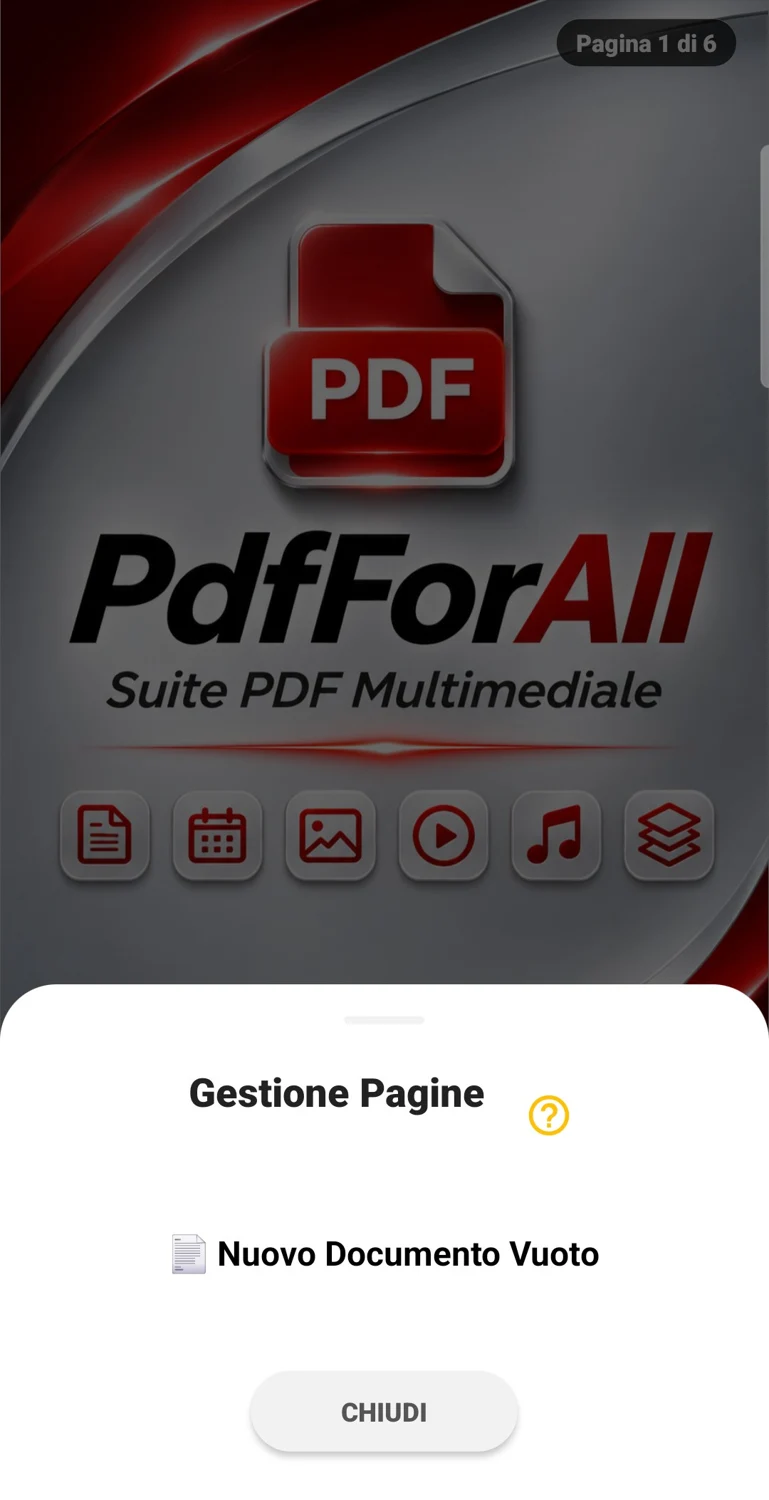 Pagina 1 di 6
PDF
PdfForAll
Suite PDF Multimediale
Gestione Pagine
?
Nuovo Documento Vuoto
CHIUDI